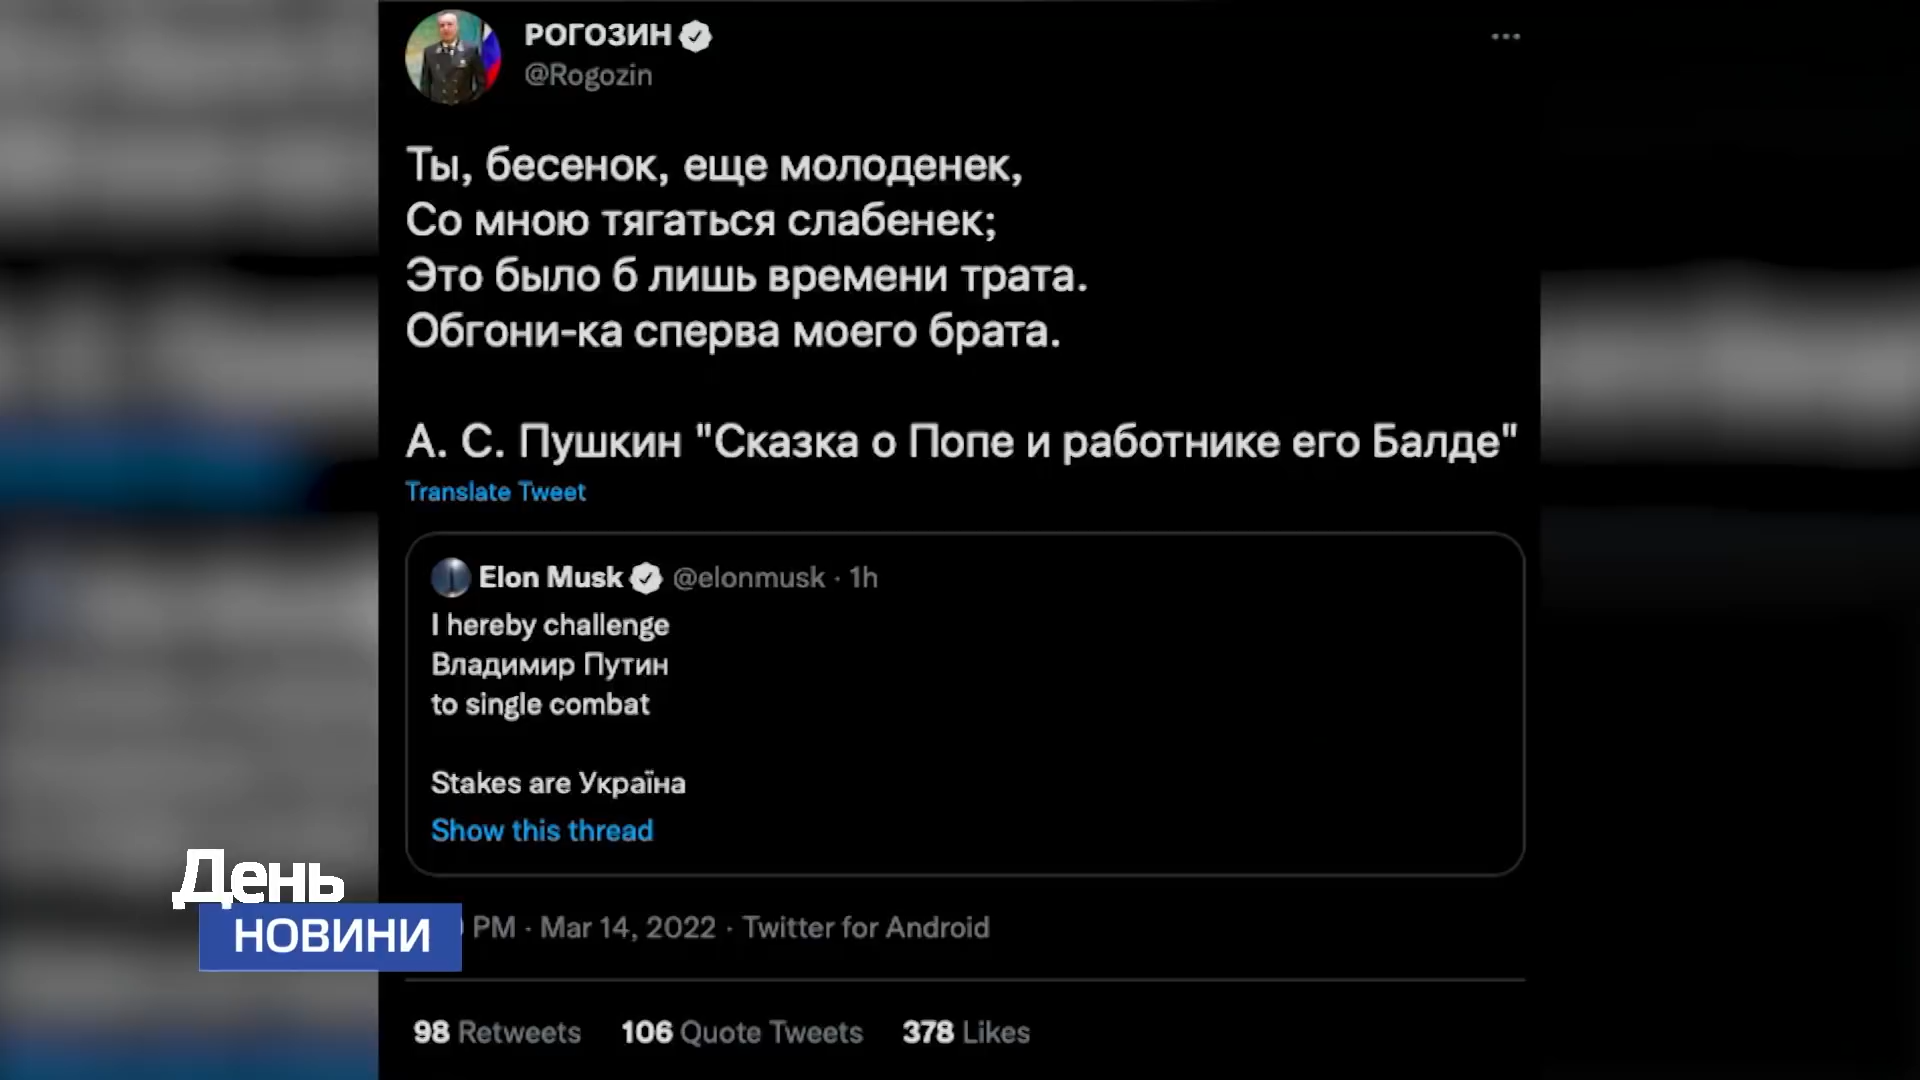 РОГОЗИН
@Rogozin
Ты, бесенок, еще молоденек,
Со мною тягаться слабенек;
Это было б лишь времени трата.
Обгони-ка сперва моего брата.
А. С. Пушкин "Сказка о Попе и работнике его Балде"
Translate Tweet
Elon Musk @elonmusk · 1h
I hereby challenge
Владимир Путин
to single combat
Stakes are Україна
Show this thread
PM · Mar 14, 2022 · Twitter for Android
98 Retweets 106 Quote Tweets 378 Likes
День
НОВИНИ